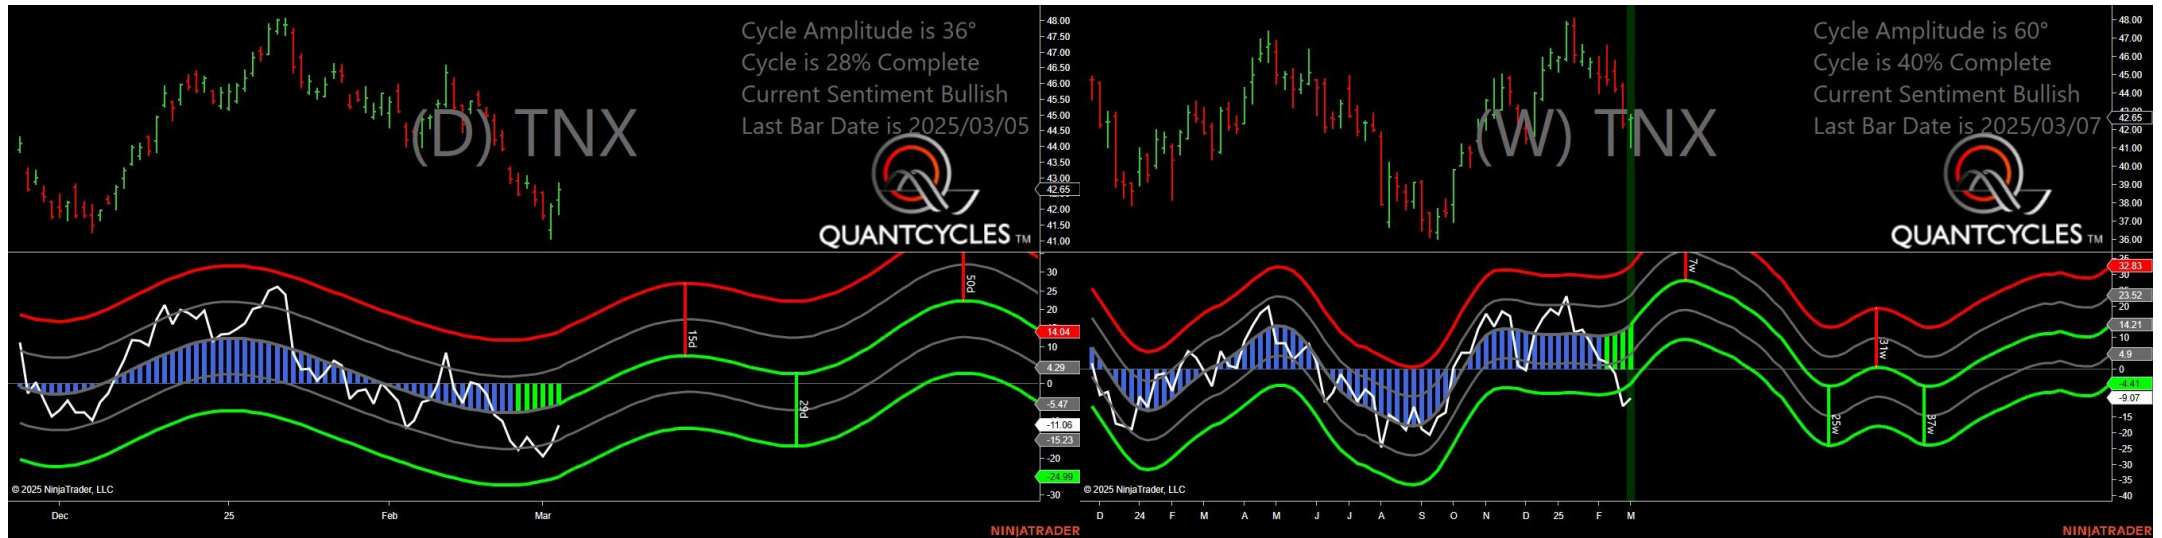 Cycle Amplitude is 36°
Cycle is 28% Complete
Current Sentiment Bullish
Last Bar Date is 2025/03/05
(D) TNX
QUANTCYCLES TM
48.00
47.50
47.00
46.50
46.00
45.50
45.00
44.50
44.00
43.50
43.00
42.65
42.00
41.50
41.00
50d
15d
29d
30
25
20
14.04
10
4.29
0
-5.47
-11.06
-15.23
-20
-24.99
-30
© 2025 NinjaTrader, LLC
Dec
25
Feb
Mar
NINJATRADER
Cycle Amplitude is 60°
Cycle is 40% Complete
Current Sentiment Bullish
Last Bar Date is 2025/03/07
(W) TNX
QUANTCYCLES TM
48.00
47.00
46.00
45.00
44.00
42.65
42.00
41.00
40.00
39.00
38.00
37.00
36.00
7w
31w
25w
37w
32.83
30
23.52
20
14.21
10
4.9
0
-4.41
-9.07
-15
-20
-25
-30
-35
-40
© 2025 NinjaTrader, LLC
D 24 F M A M J J A S O N D 25 F M
NINJATRADER